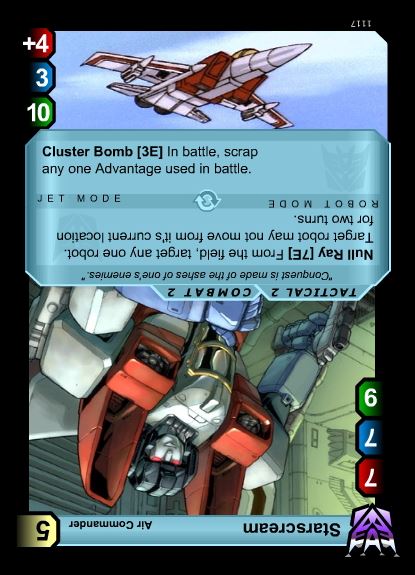 1117
+4
3
10
Cluster Bomb [3E] In battle, scrap
any one Advantage used in battle.
JET MODE
ROBOT MODE
Starscream
Air Commander
5
7
7
TACTICAL 2 COMBAT 2
"Conquest is made of the ashes of one's enemies."
Null Ray [7E] From the field, target any one robot.
Target robot may not move from it's current location
for two turns.